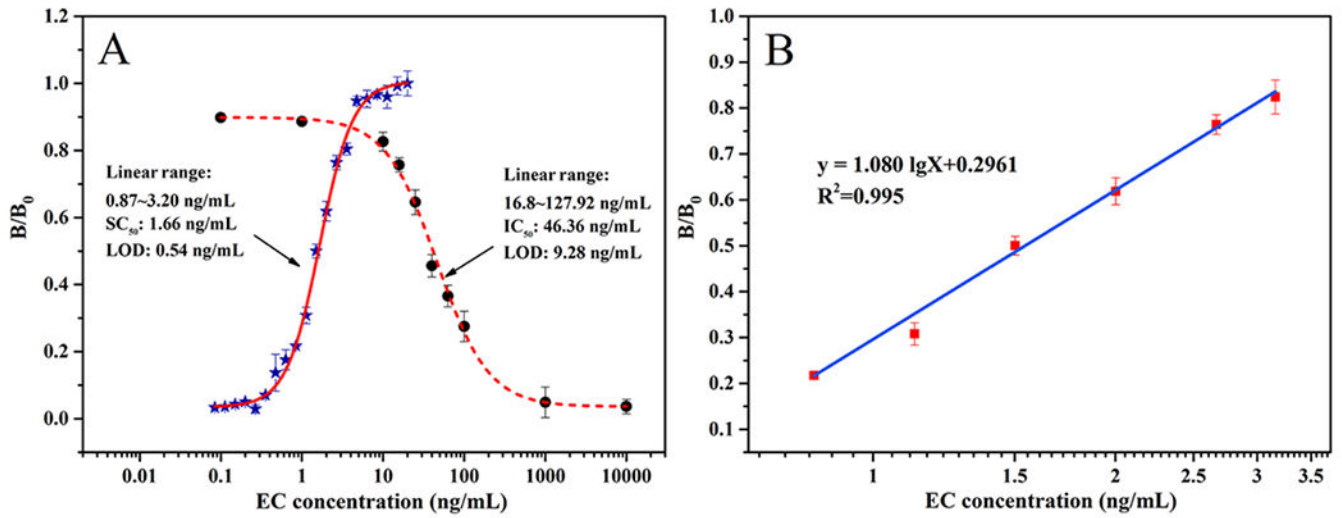 A
1.2
1.0
0.8
0.6
0.4
0.2
0.0
B/B0
Linear range:
0.87~3.20 ng/mL
SC50: 1.66 ng/mL
LOD: 0.54 ng/mL
Linear range:
16.8~127.92 ng/mL
IC50: 46.36 ng/mL
LOD: 9.28 ng/mL
0.01 0.1 1 10 100 1000 10000
EC concentration (ng/mL)
B
1.0
0.9
0.8
0.7
0.6
0.5
0.4
0.3
0.2
0.1
B/B0
y = 1.080 lgX+0.2961
R2=0.995
1 1.5 2 2.5 3 3.5
EC concentration (ng/mL)